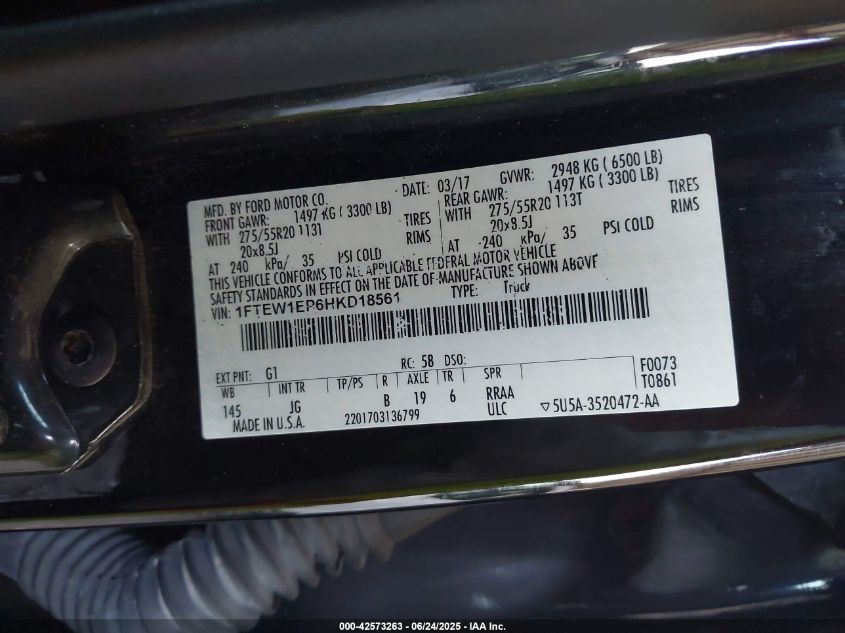 MFD. BY FORD MOTOR CO. DATE: 03/17 GVWR: 2948 KG ( 6500 LB)
FRONT GAWR: 1497 KG ( 3300 LB) REAR GAWR: 1497 KG ( 3300 LB)
WITH 275/55R20 113T TIRES WITH 275/55R20 113T TIRES
20x8.5J RIMS 20x8.5J RIMS
AT 240 kPa/ 35 PSI COLD AT 240 kPa/ 35 PSI COLD
THIS VEHICLE CONFORMS TO ALL APPLICABLE FEDERAL MOTOR VEHICLE
SAFETY STANDARDS IN EFFECT ON THE DATE OF MANUFACTURE SHOWN ABOVE
VIN: 1FTEW1EP6HKD18561 TYPE: Truck
EXT PNT: G1 RC: 58 DSO: F0073
WB INT TR TP/PS R AXLE TR SPR T0861
145 JG B 19 6 RRAA
MADE IN U.S.A. 2201703136799 ULC ▽5U5A-3520472-AA
000-42573263 - 06/24/2025 - IAA Inc.